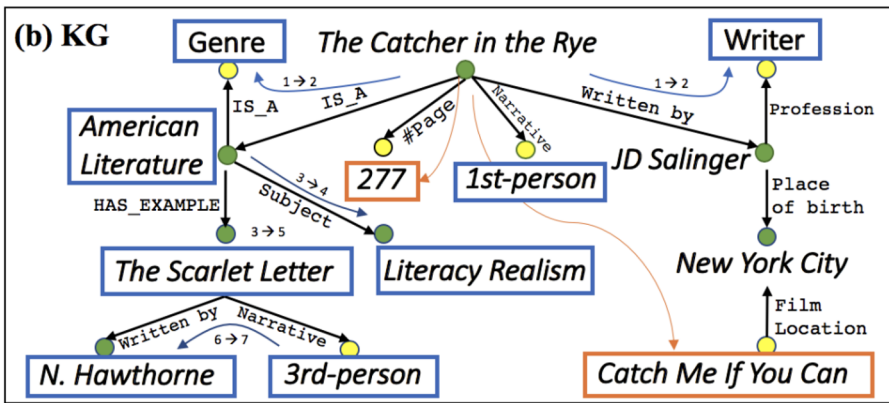 (b) KG
Genre
The Catcher in the Rye
Writer
1→2
1→2
IS_A
IS_A
#Page
Narrative
Written by
Profession
American
Literature
277
1st-person
JD Salinger
3→4
HAS_EXAMPLE
Subject
Place
of birth
3→5
The Scarlet Letter
Literacy Realism
New York City
Written by
Narrative
6→7
Film
Location
N. Hawthorne
3rd-person
Catch Me If You Can